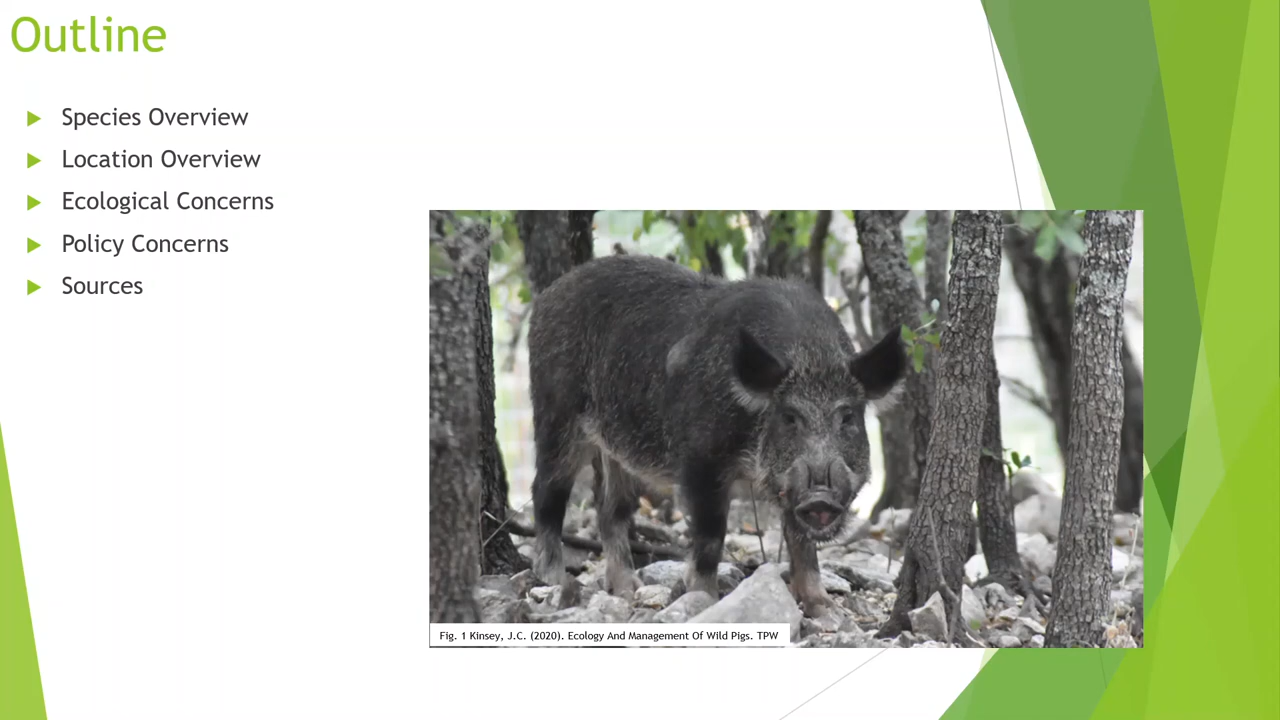 Outline
Species Overview
Location Overview
Ecological Concerns
Policy Concerns
Sources
Fig. 1 Kinsey, J.C. (2020). Ecology And Management Of Wild Pigs. TPW